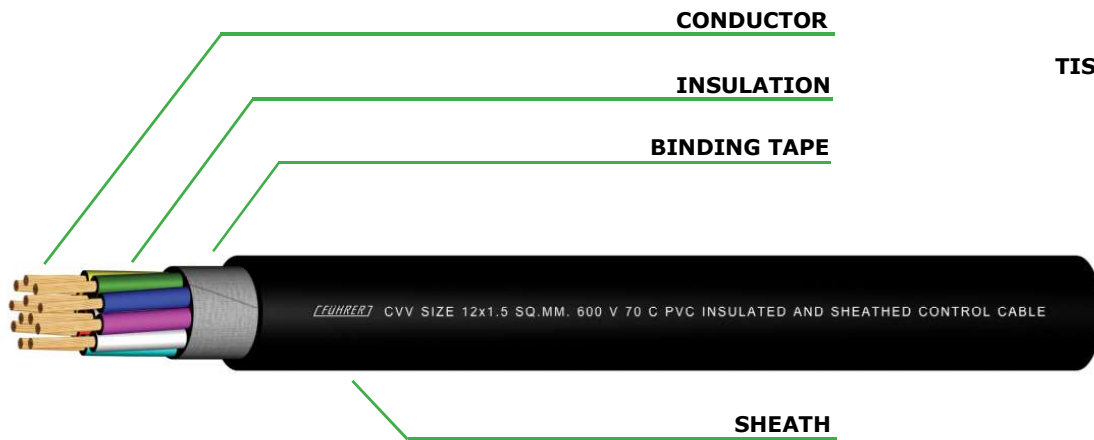 CONDUCTOR
TIS
INSULATION
BINDING TAPE
FUHRER CVV SIZE 12x1.5 SQ.MM. 600 V 70 C PVC INSULATED AND SHEATHED CONTROL CABLE
SHEATH